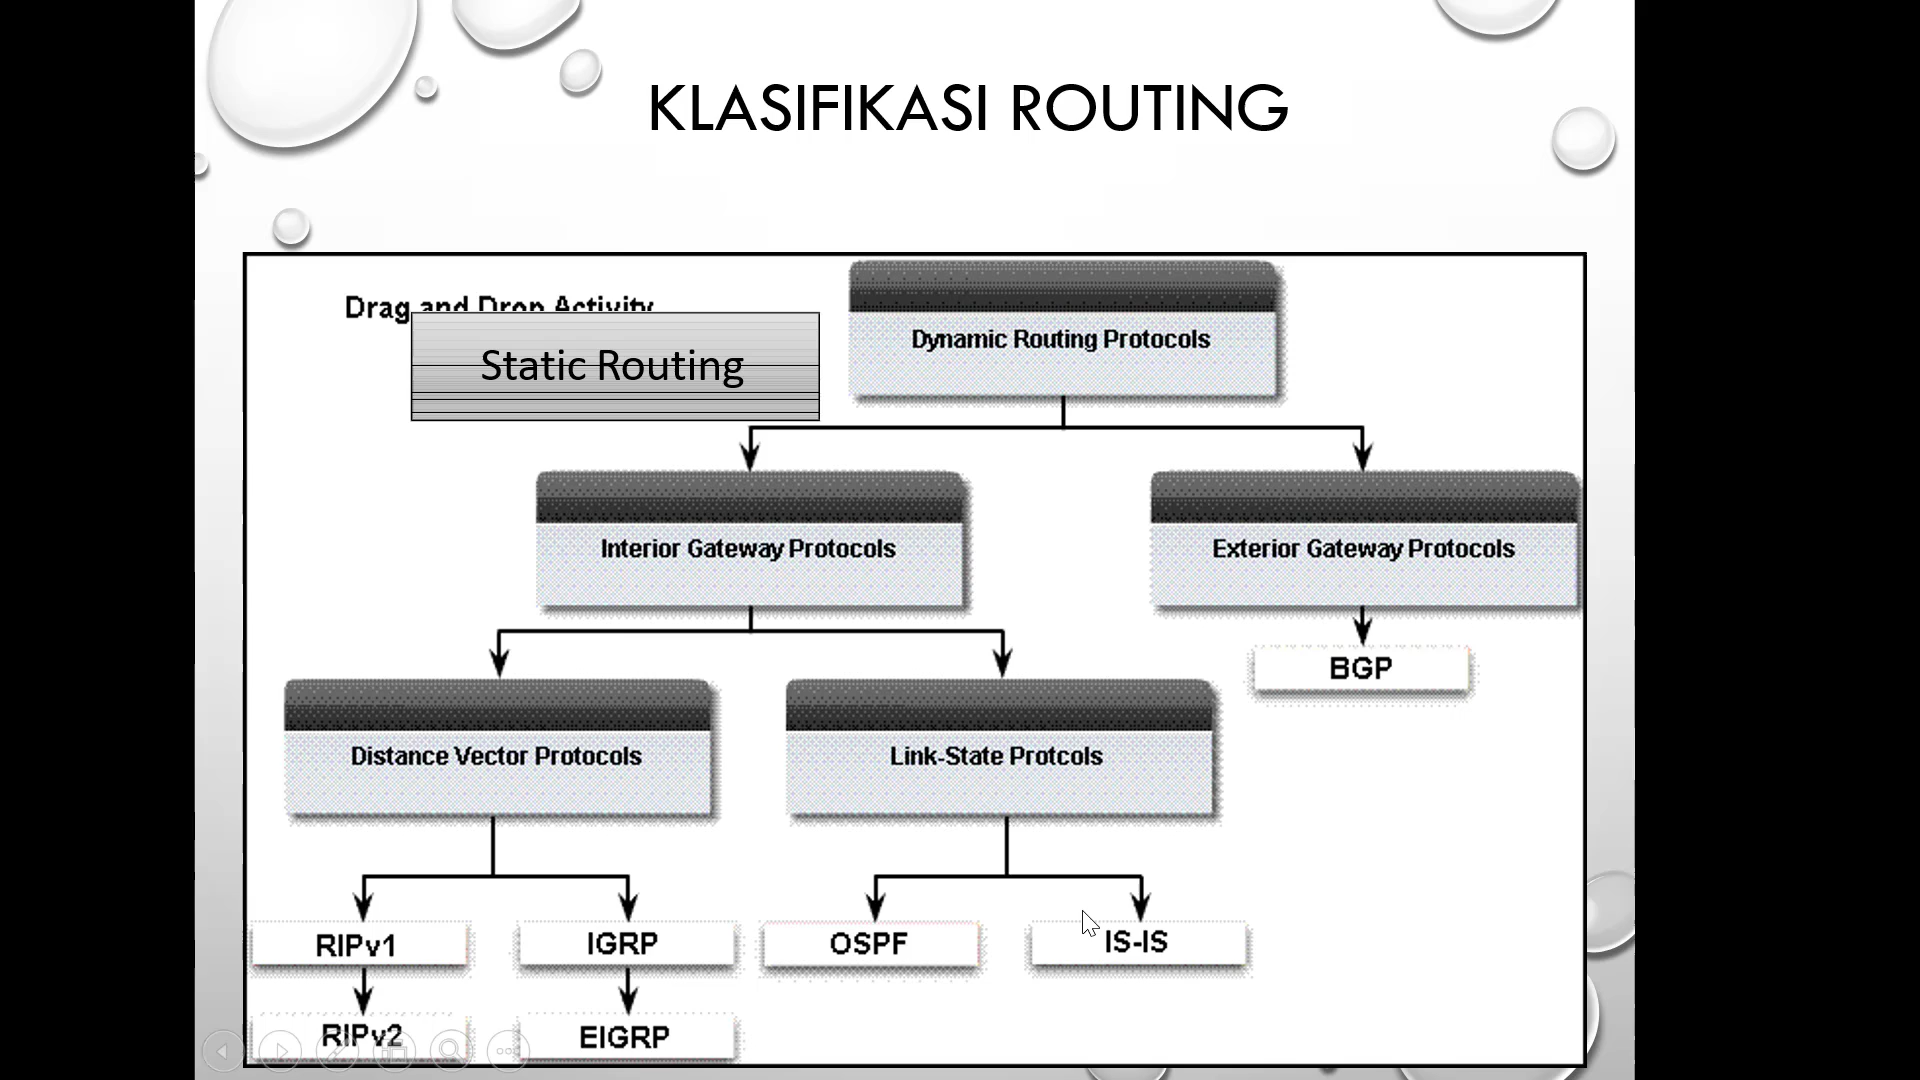 KLASIFIKASI ROUTING
Drag and Drop Activity
Static Routing
Dynamic Routing Protocols
Interior Gateway Protocols
Exterior Gateway Protocols
BGP
Distance Vector Protocols
Link-State Protcols
RIPv1
IGRP
OSPF
IS-IS
RIPv2
EIGRP